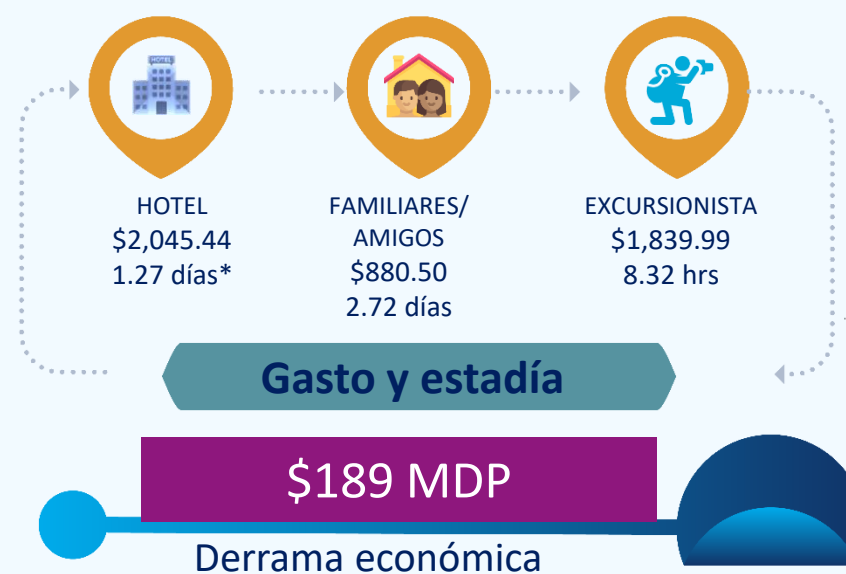 HOTEL
HOTEL
$2,045.44
1.27 días*
FAMILIARES/
AMIGOS
$880.50
2.72 días
EXCURSIONISTA
$1,839.99
8.32 hrs
Gasto y estadía
$189 MDP
Derrama económica